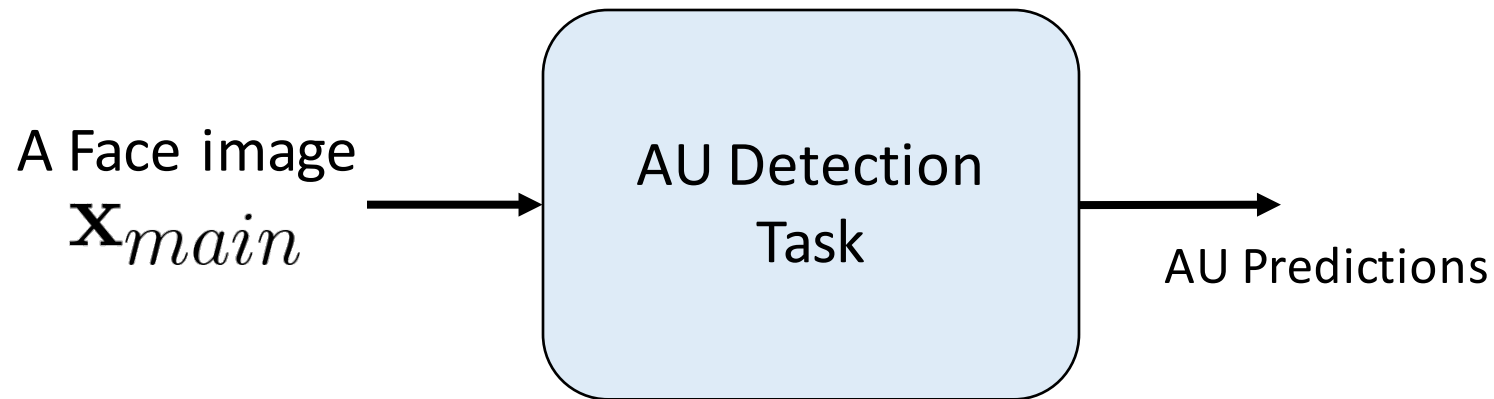 A Face image
x_main
AU Detection
Task
AU Predictions